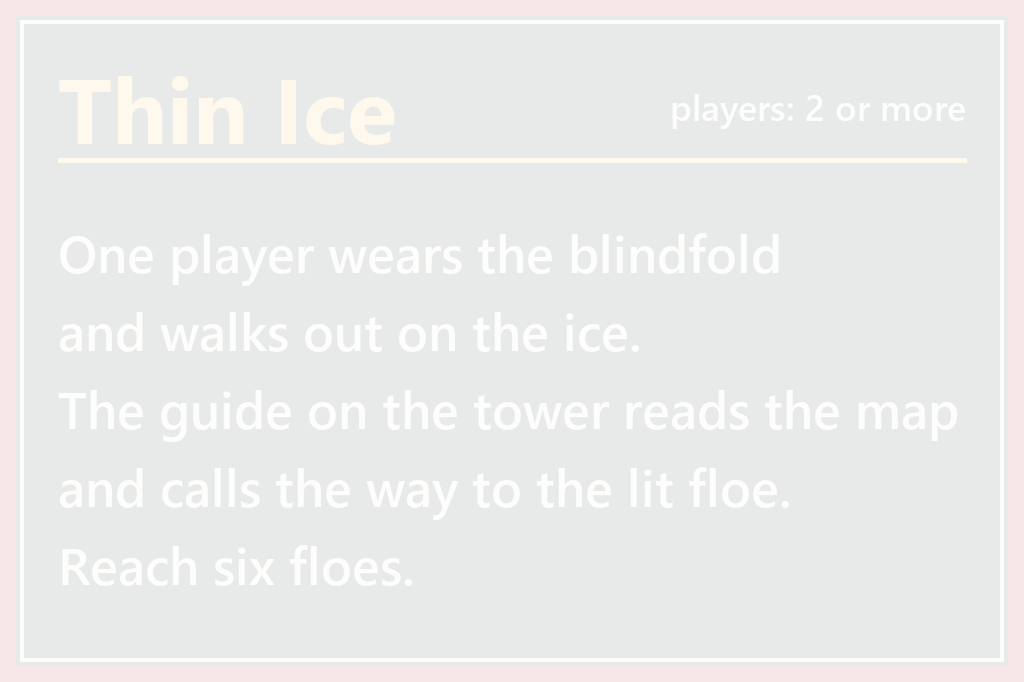 Thin Ice
players: 2 or more
One player wears the blindfold
and walks out on the ice.
The guide on the tower reads the map
and calls the way to the lit floe.
Reach six floes.